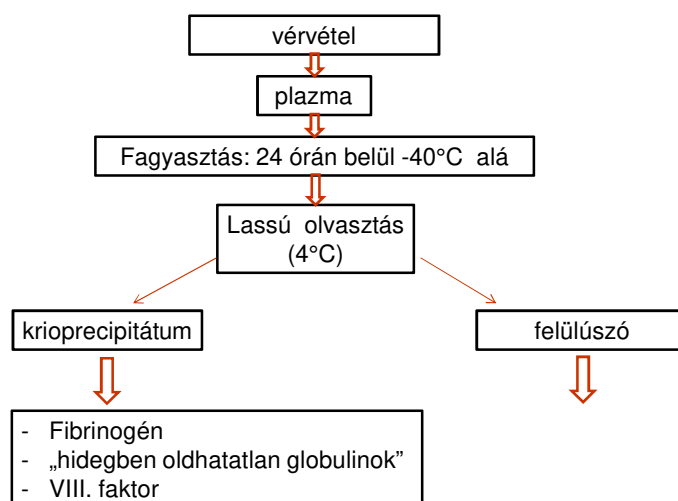 vérvétel
plazma
Fagyasztás: 24 órán belül -40°C alá
Lassú olvasztás
(4°C)
krioprecipitátum
felülúszó
- Fibrinogén
- „hidegben oldhatatlan globulinok”
- VIII. faktor